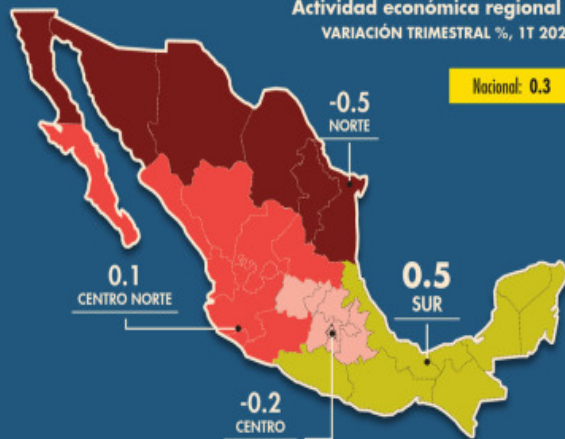 Actividad económica regional
VARIACIÓN TRIMESTRAL %, 1T 202
Nacional: 0.3
-0.5
NORTE
0.1
CENTRO NORTE
0.5
SUR
-0.2
CENTRO